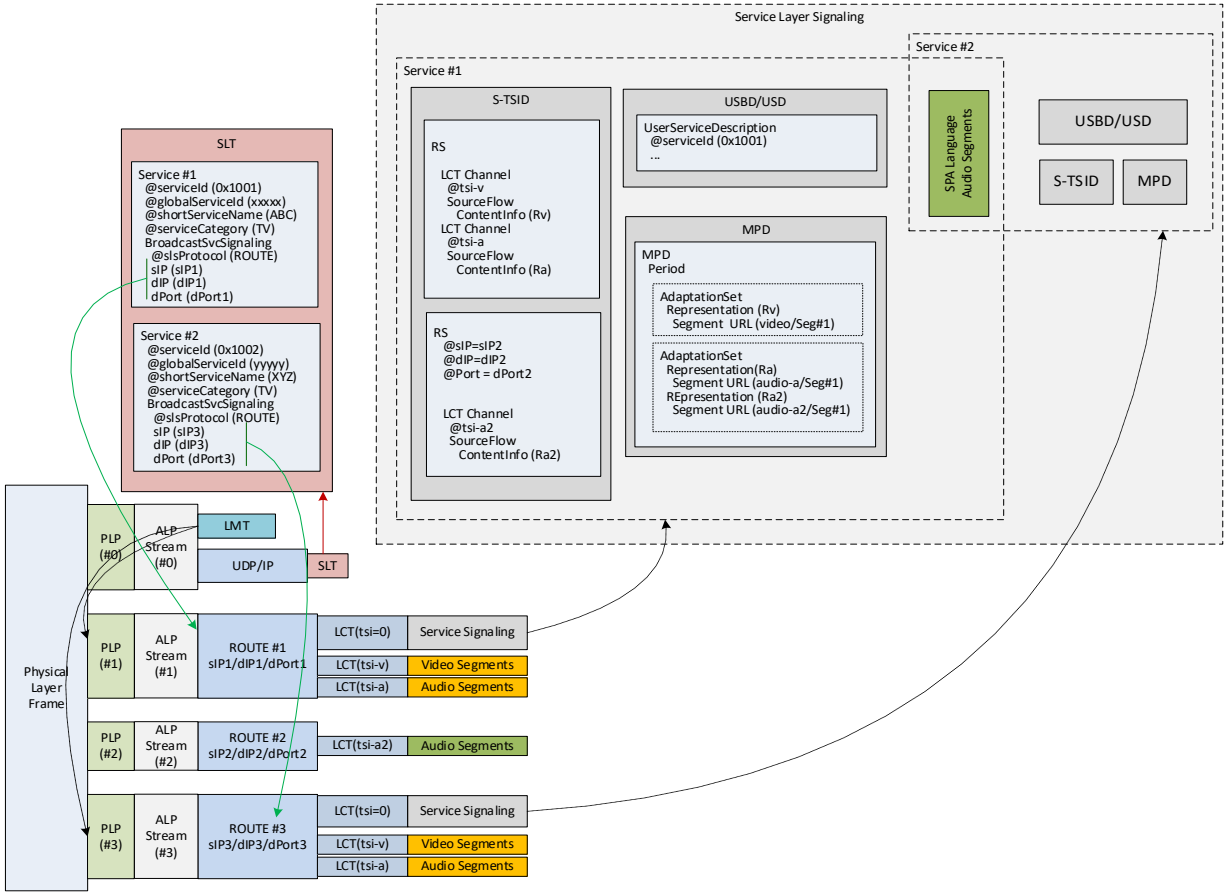 Service Layer Signaling
Service #2
Service #1
S-TSID
RS
LCT Channel
@tsi-v
SourceFlow
ContentInfo (Rv)
LCT Channel
@tsi-a
SourceFlow
ContentInfo (Ra)
RS
@sIP=sIP2
@dIP=dIP2
@Port = dPort2
LCT Channel
@tsi-a2
SourceFlow
ContentInfo (Ra2)
USBD/USD
UserServiceDescription
@serviceId (0x1001)
...
MPD
MPD
Period
AdaptationSet
Representation (Rv)
Segment URL (video/Seg#1)
AdaptationSet
Representation(Ra)
Segment URL (audio-a/Seg#1)
REpresentation (Ra2)
Segment URL (audio-a2/Seg#1)
SPA Language
Audio Segments
USBD/USD
S-TSID
MPD
SLT
Service #1
@serviceId (0x1001)
@globalServiceId (xxxxx)
@shortServiceName (ABC)
@serviceCategory (TV)
BroadcastSvcSignaling
@slsProtocol (ROUTE)
sIP (sIP1)
dIP (dIP1)
dPort (dPort1)
Service #2
@serviceId (0x1002)
@globalServiceId (yyyyy)
@shortServiceName (XYZ)
@serviceCategory (TV)
BroadcastSvcSignaling
@slsProtocol (ROUTE)
sIP (sIP3)
dIP (dIP3)
dPort (dPort3)
Physical
Layer
Frame
PLP
(#0)
ALP
Stream
(#0)
LMT
UDP/IP
SLT
PLP
(#1)
ALP
Stream
(#1)
ROUTE #1
sIP1/dIP1/dPort1
LCT(tsi=0)
Service Signaling
LCT(tsi-v)
Video Segments
LCT(tsi-a)
Audio Segments
PLP
(#2)
ALP
Stream
(#2)
ROUTE #2
sIP2/dIP2/dPort2
LCT(tsi-a2)
Audio Segments
PLP
(#3)
ALP
Stream
(#3)
ROUTE #3
sIP3/dIP3/dPort3
LCT(tsi=0)
Service Signaling
LCT(tsi-v)
Video Segments
LCT(tsi-a)
Audio Segments